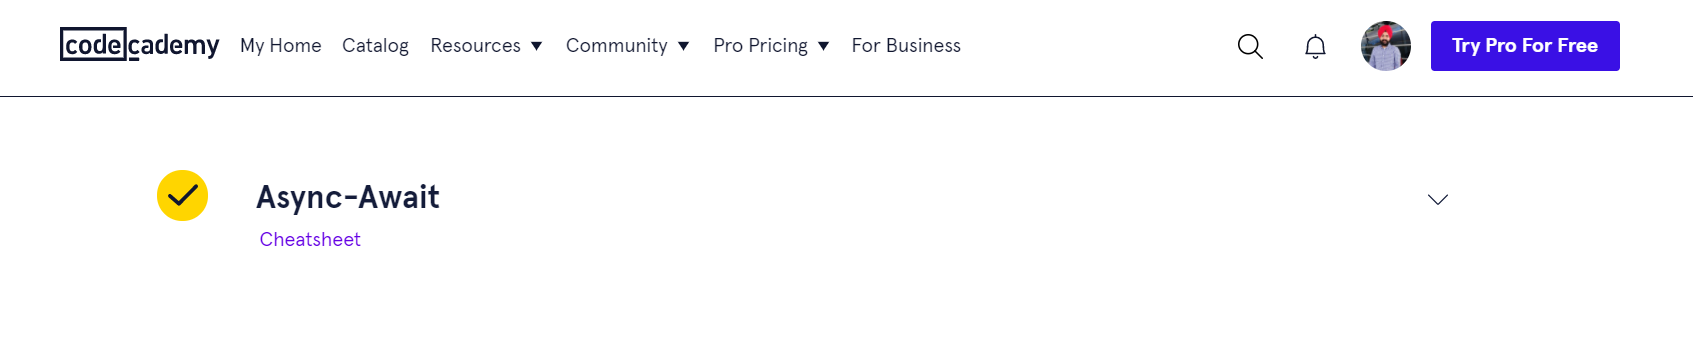 codecademy My Home Catalog Resources Community Pro Pricing For Business Try Pro For Free
Async-Await
Cheatsheet